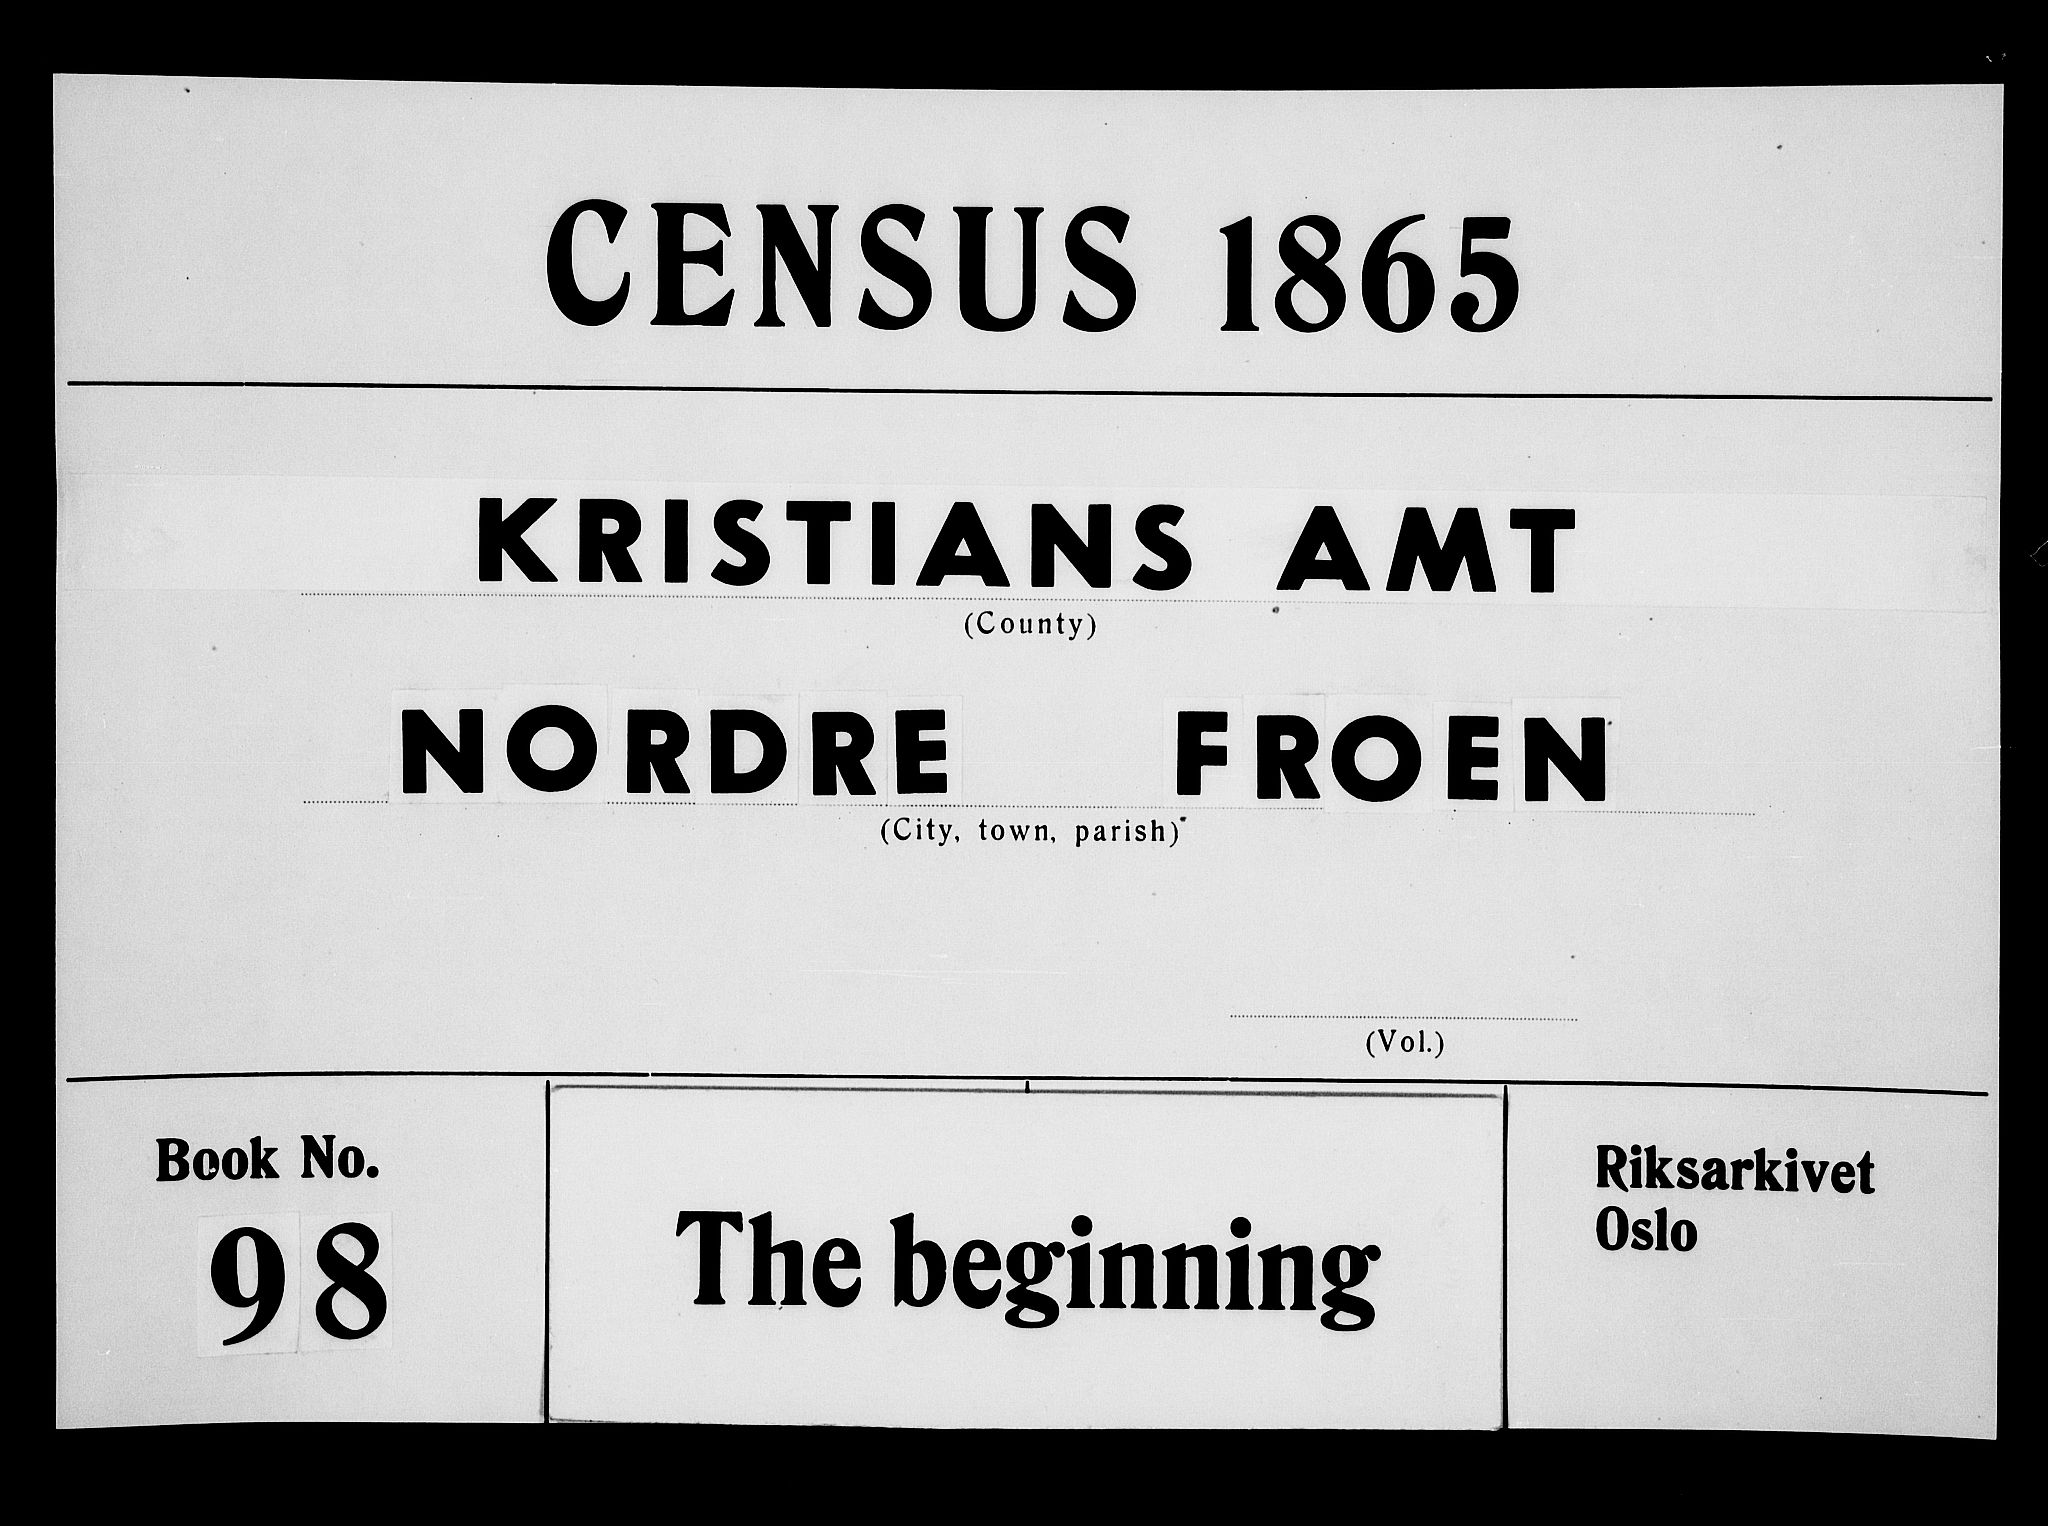 CENSUS 1865
KRISTIANS AMT
(County)
NORDRE FROEN
(City, town, parish)
(Vol.)
Book No.
98
The beginning
Riksarkivet
Oslo